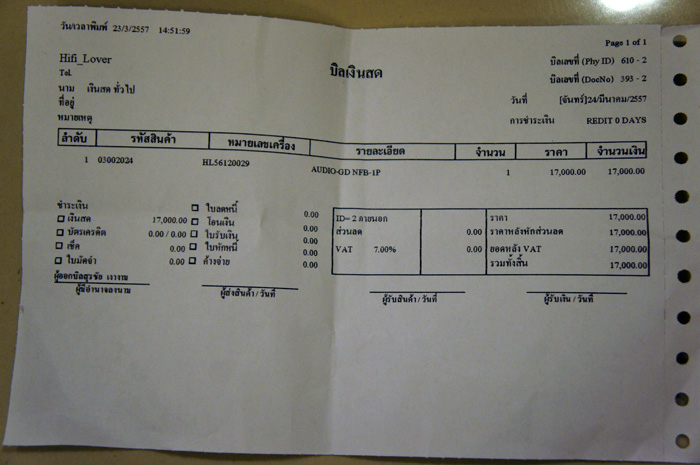 วัน/เวลาพิมพ์ 23/3/2557 14:51:59
Page 1 of 1
Hifi_Lover
บิลเงินสด
บิลเลขที่ (Phy ID) 610 - 2
Tel.
บิลเลขที่ (DocNo) 393 - 2
นาม เงินสด ทั่วไป
ที่อยู่
วันที่ [จันทร์]24/มีนาคม/2557
หมายเหตุ
การชำระเงิน REDIT 0 DAYS
ลำดับ รหัสสินค้า หมายเลขเครื่อง รายละเอียด จำนวน ราคา จำนวนเงิน
1 03002024 HL56120029 AUDIO-GD NFB-1P 1 17,000.00 17,000.00
ชำระเงิน ใบลดหนี้ 0.00 ID= 2 ภายนอก ราคา 17,000.00
เงินสด 17,000.00 โอนเงิน 0.00 ส่วนลด 0.00 ราคาหลังหักส่วนลด 17,000.00
บัตรเครดิต 0.00 / 0.00 ใบรับเงิน 0.00 VAT 7.00% 0.00 ยอดหลัง VAT 17,000.00
เช็ค 0.00 ใบหักหนี้ 0.00 รวมทั้งสิ้น 17,000.00
ใบมัดจำ 0.00 ค้างจ่าย 0.00
ผู้ออกบิลสุรชัย
ผู้มีอำนาจลงนาม ผู้ส่งสินค้า / วันที่ ผู้รับสินค้า / วันที่ ผู้รับเงิน / วันที่